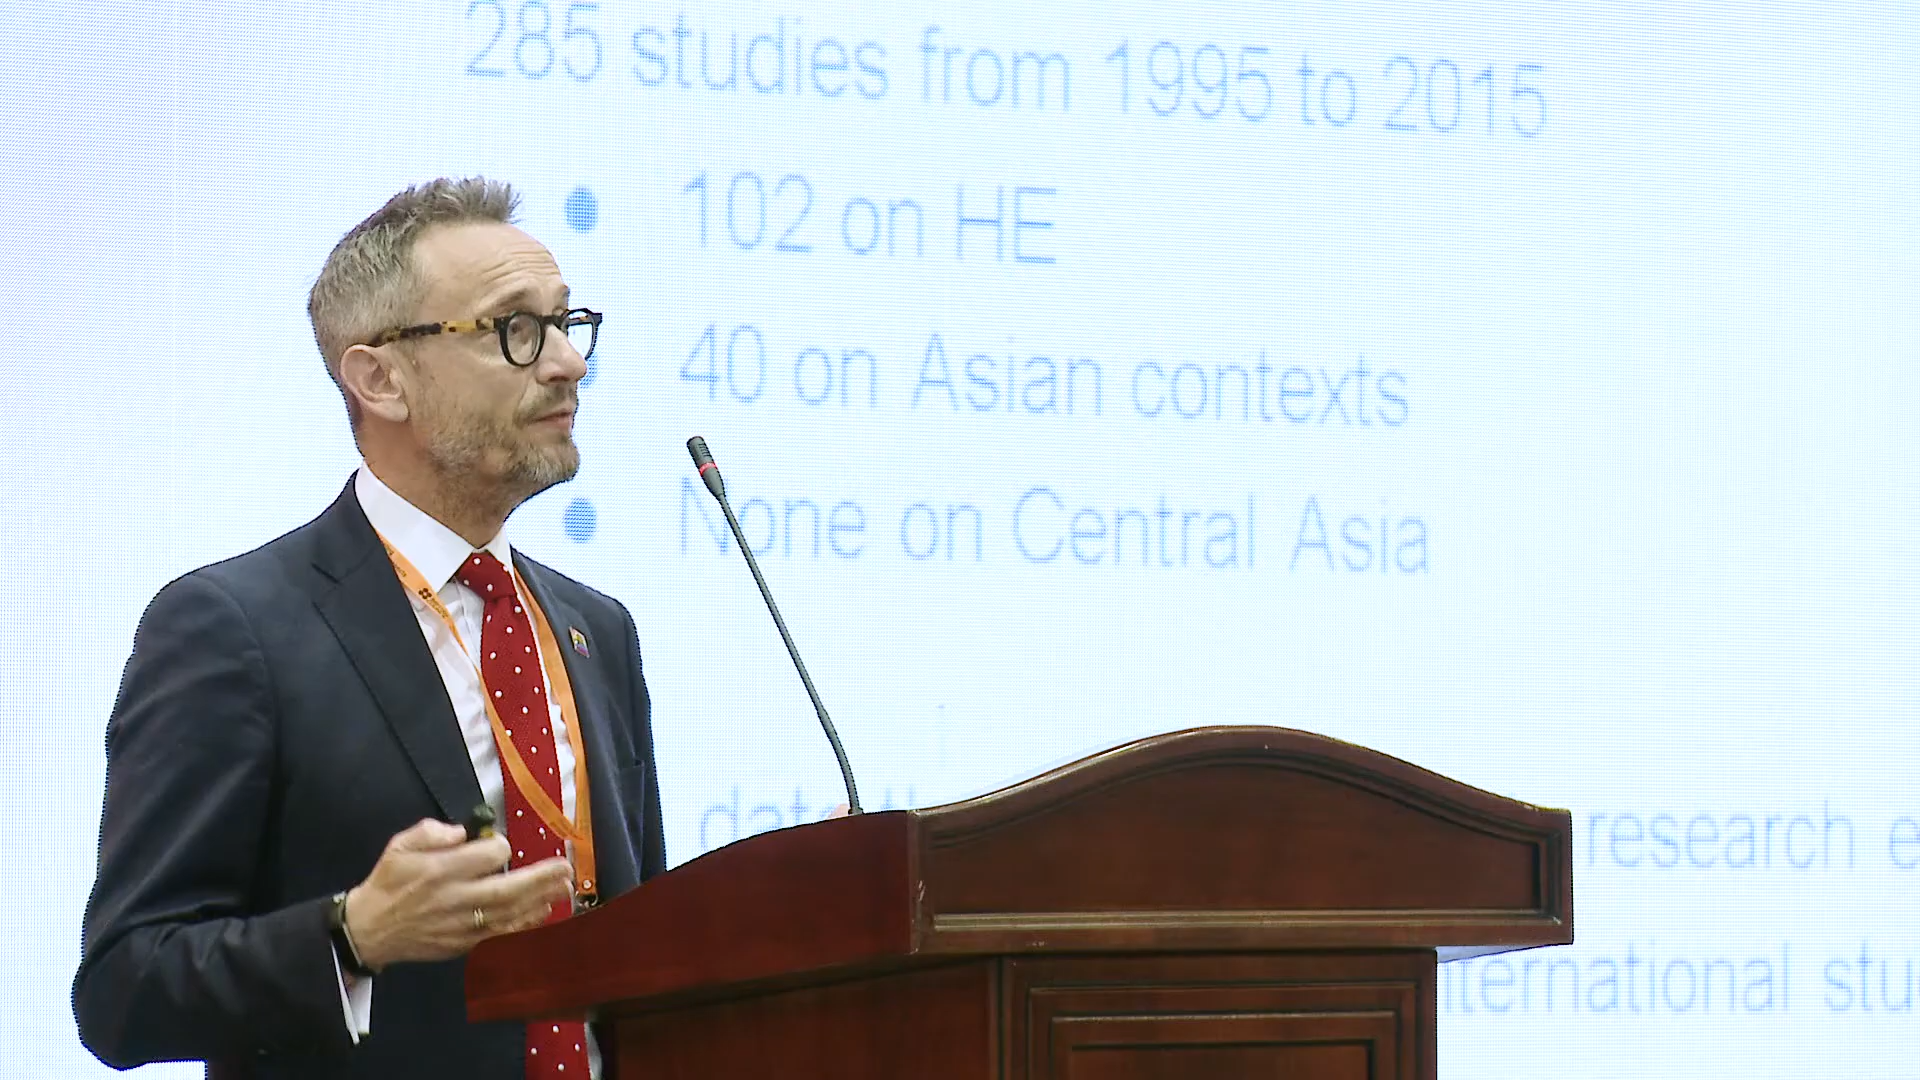 285 studies from 1995 to 2015
102 on HE
40 on Asian contexts
None on Central Asia
research
stu